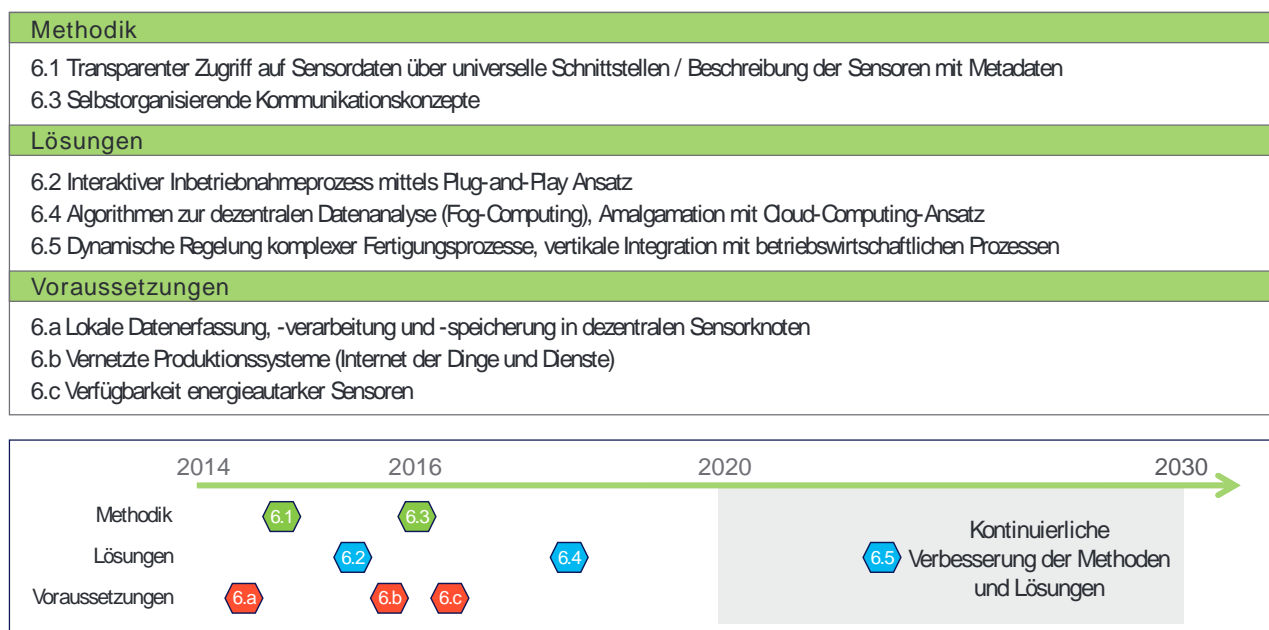 Methodik
6.1 Transparenter Zugriff auf Sensordaten über universelle Schnittstellen / Beschreibung der Sensoren mit Metadaten
6.3 Selbstorganisierende Kommunikationskonzepte
Lösungen
6.2 Interaktiver Inbetriebnahmeprozess mittels Plug-and-Play Ansatz
6.4 Algorithmen zur dezentralen Datenanalyse (Fog-Computing), Amalgamation mit Cloud-Computing-Ansatz
6.5 Dynamische Regelung komplexer Fertigungsprozesse, vertikale Integration mit betriebswirtschaftlichen Prozessen
Voraussetzungen
6.a Lokale Datenerfassung, -verarbeitung und -speicherung in dezentralen Sensorknoten
6.b Vernetzte Produktionssysteme (Internet der Dinge und Dienste)
6.c Verfügbarkeit energieautarker Sensoren
2014 2016 2020 2030
Methodik 6.1 6.3
Lösungen 6.2 6.4 6.5
Voraussetzungen 6.a 6.b 6.c
Kontinuierliche
Verbesserung der Methoden
und Lösungen